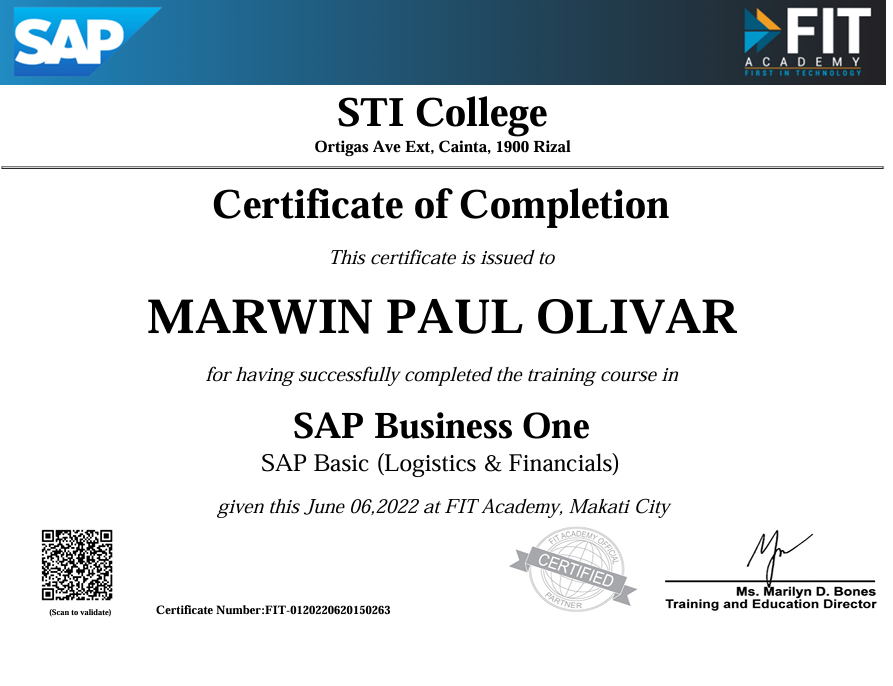 SAP
FIT
ACADEMY
FIRST IN TECHNOLOGY
STI College
Ortigas Ave Ext, Cainta, 1900 Rizal
Certificate of Completion
This certificate is issued to
MARWIN PAUL OLIVAR
for having successfully completed the training course in
SAP Business One
SAP Basic (Logistics & Financials)
given this June 06,2022 at FIT Academy, Makati City
FIT ACADEMY OFFICAL
CERTIFIED
PARTNER
Ms. Marilyn D. Bones
Training and Education Director
(Scan to validate)
Certificate Number:FIT-0120220620150263